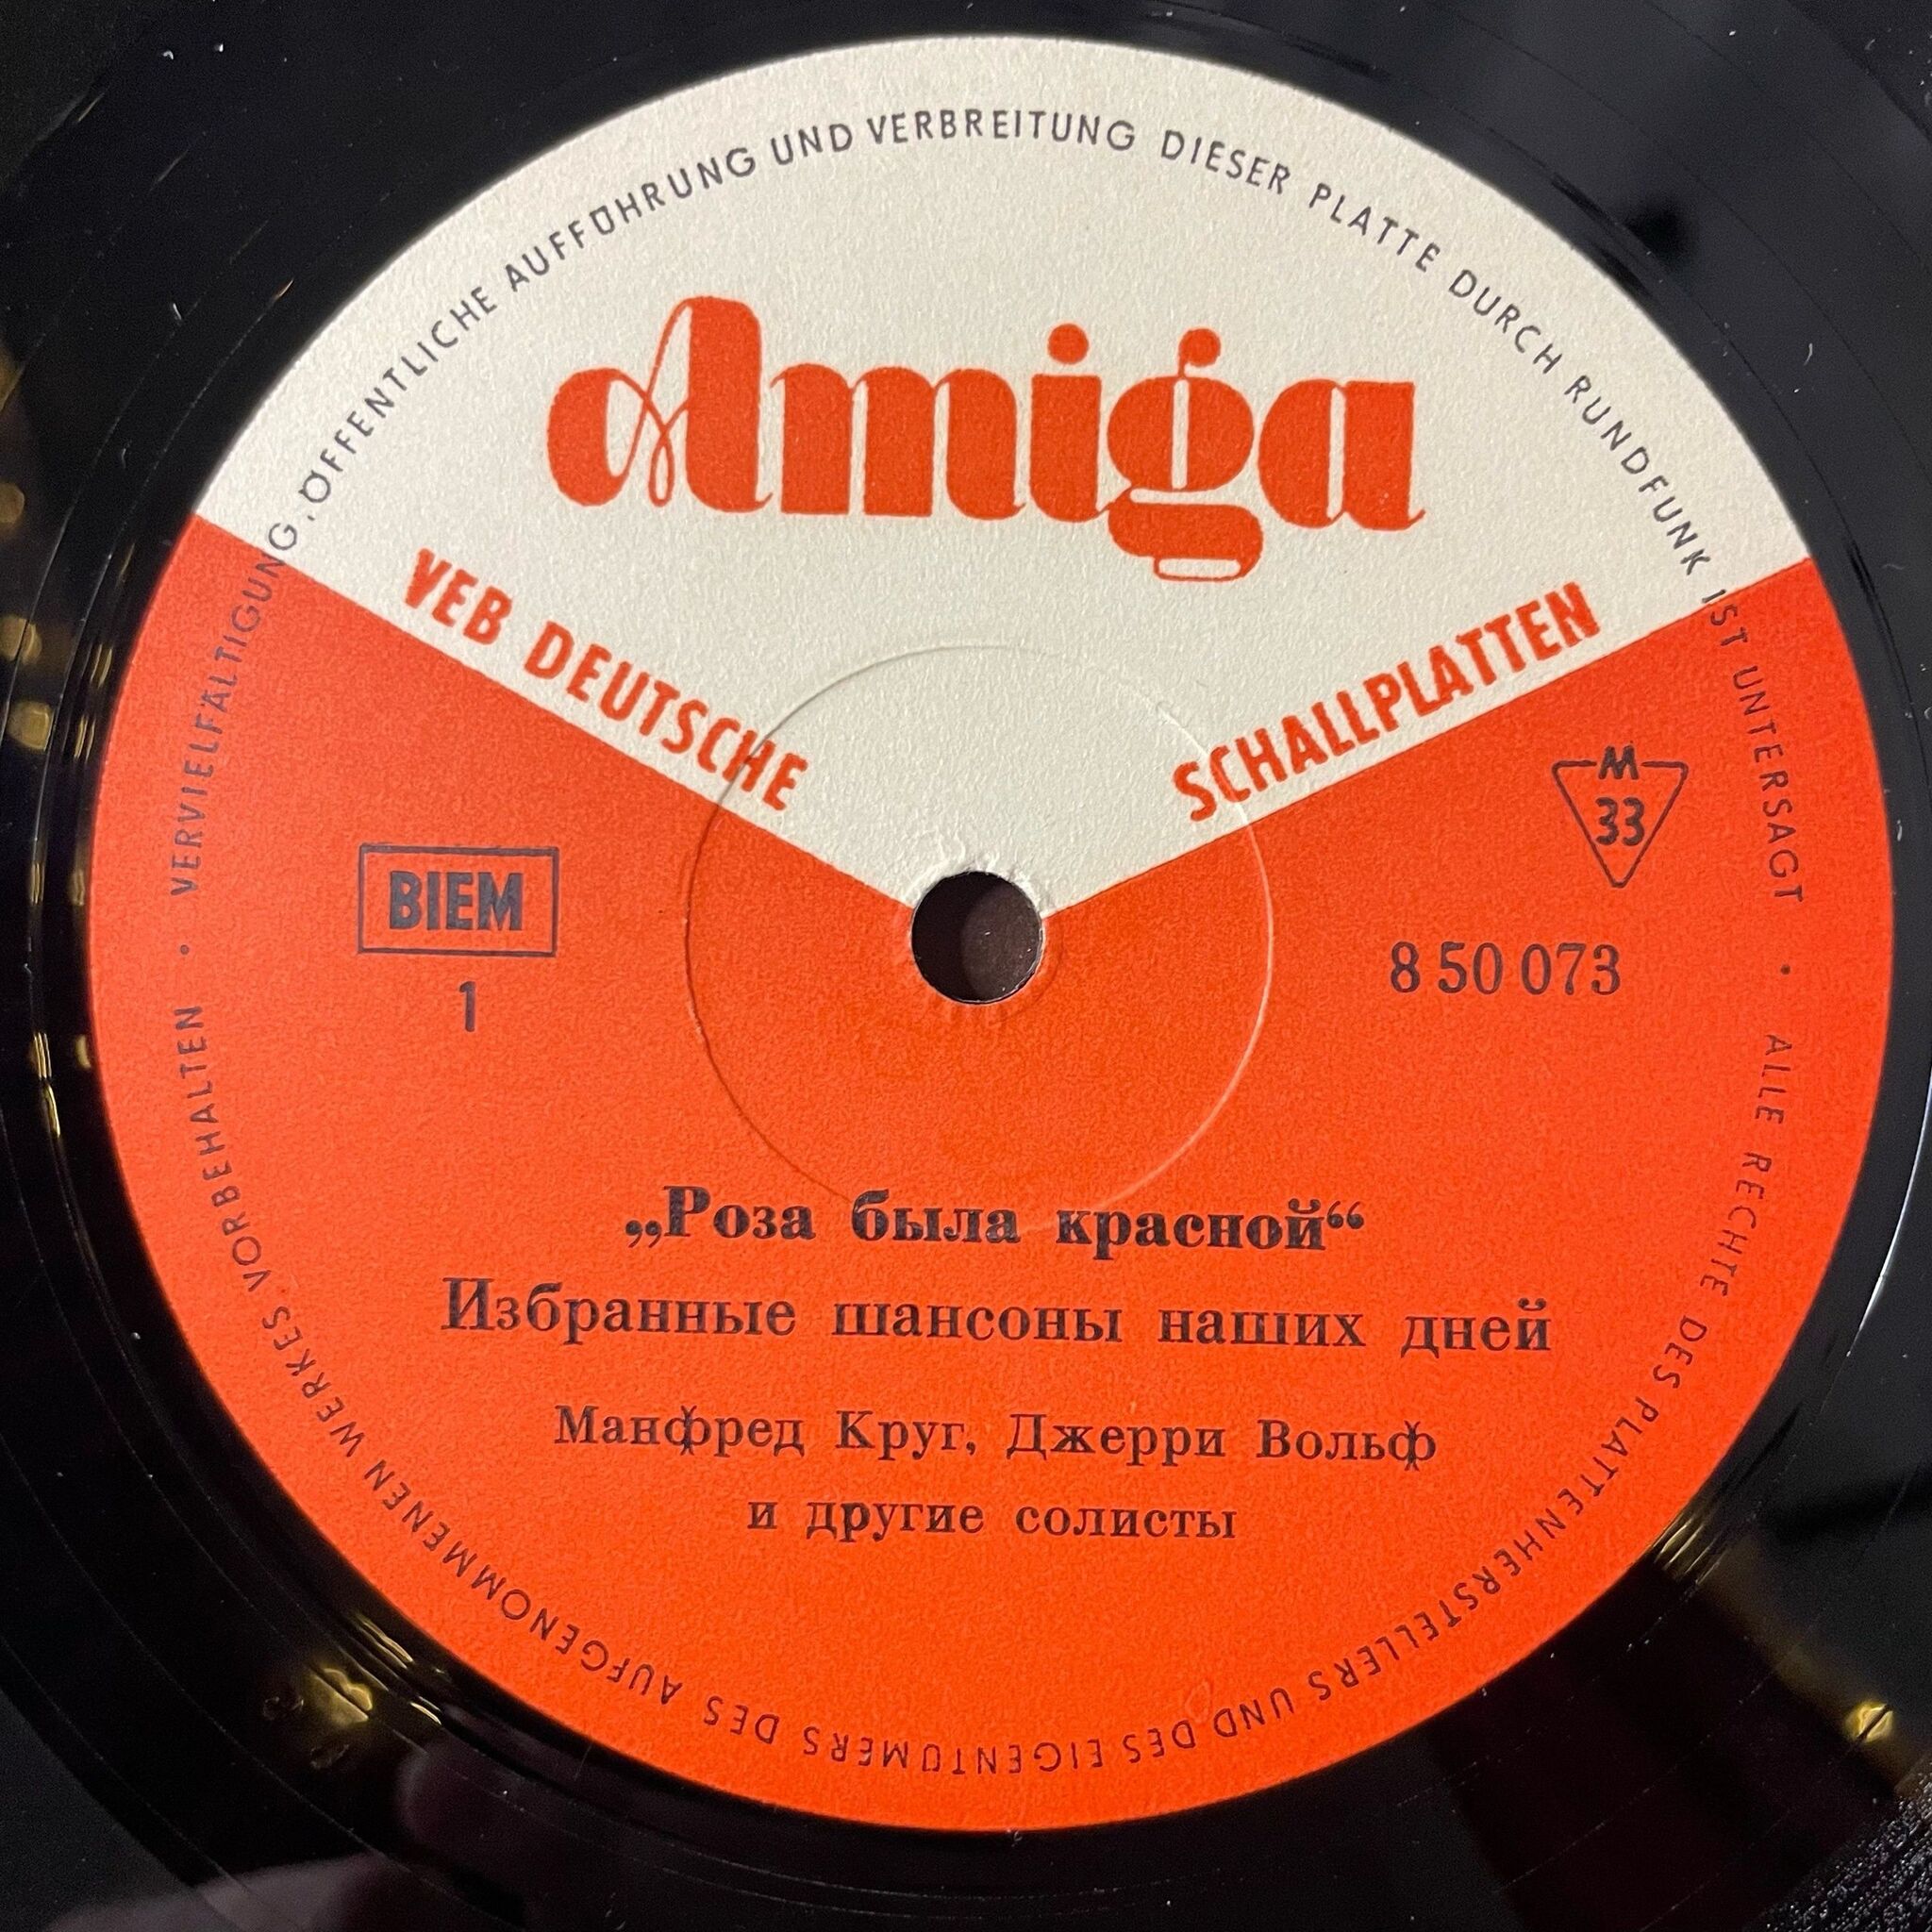 VERVIELFÄLTIGUNG, ÖFFENTLICHE AUFFÜHRUNG UND VERBREITUNG DIESER PLATTE DURCH RUNDFUNK IST UNTERSAGT •
Amiga
VEB DEUTSCHE SCHALLPLATTEN
M
33
BIEM
1
8 50 073
„Роза была красной“
Избранные шансоны наших дней
Манфред Круг, Джерри Вольф
и другие солисты
ALLE RECHTE DES PLATTENHERSTELLERS UND DES EIGENTÜMERS DES AUFGENOMMENEN WERKES VORBEHALTEN •